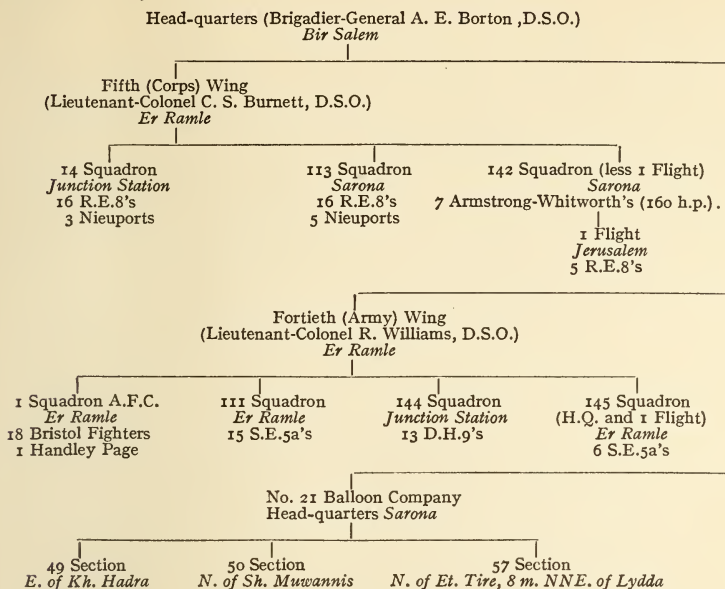 Head-quarters (Brigadier-General A. E. Borton ,D.S.O.)
Bir Salem
Fifth (Corps) Wing
(Lieutenant-Colonel C. S. Burnett, D.S.O.)
Er Ramle
14 Squadron
Junction Station
16 R.E.8's
3 Nieuports
113 Squadron
Sarona
16 R.E.8's
5 Nieuports
142 Squadron (less 1 Flight)
Sarona
7 Armstrong-Whitworth's (160 h.p.).
1 Flight
Jerusalem
5 R.E.8's
Fortieth (Army) Wing
(Lieutenant-Colonel R. Williams, D.S.O.)
Er Ramle
1 Squadron A.F.C.
Er Ramle
18 Bristol Fighters
1 Handley Page
111 Squadron
Er Ramle
15 S.E.5a's
144 Squadron
Junction Station
13 D.H.9's
145 Squadron
(H.Q. and 1 Flight)
Er Ramle
6 S.E.5a's
No. 21 Balloon Company
Head-quarters Sarona
49 Section
E. of Kh. Hadra
50 Section
N. of Sh. Muwannis
57 Section
N. of Et. Tire, 8 m. NNE. of Lydda